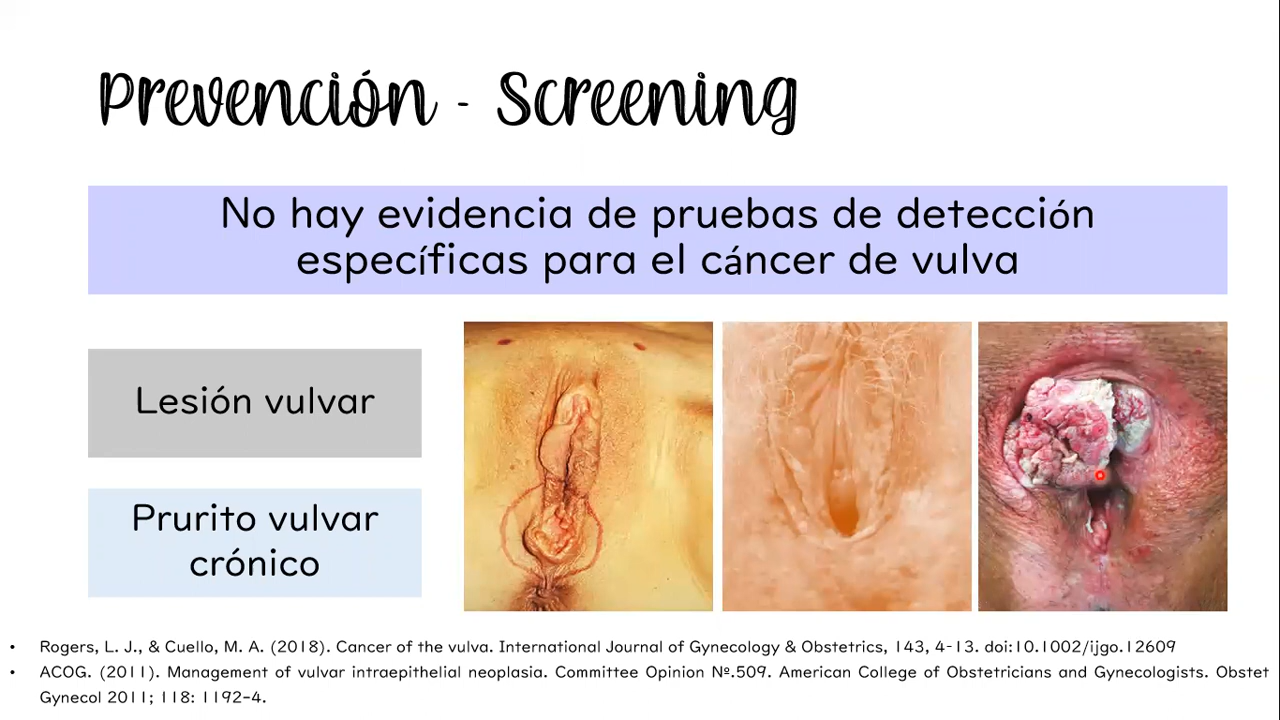 Prevención - Screening
No hay evidencia de pruebas de detección
específicas para el cáncer de vulva
Lesión vulvar
Prurito vulvar
crónico
• Rogers, L. J., & Cuello, M. A. (2018). Cancer of the vulva. International Journal of Gynecology & Obstetrics, 143, 4-13. doi:10.1002/ijgo.12609
• ACOG. (2011). Management of vulvar intraepithelial neoplasia. Committee Opinion Nº.509. American College of Obstetricians and Gynecologists. Obstet
Gynecol 2011; 118: 1192-4.